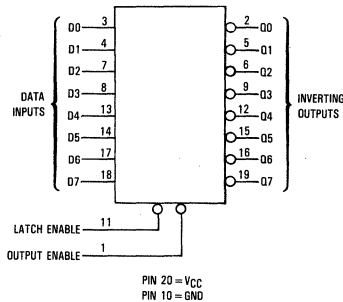 D0 3 2 Q0
D1 4 5 Q1
D2 7 6 Q2
D3 8 9 Q3
D4 13 12 Q4
D5 14 15 Q5
D6 17 16 Q6
D7 18 19 Q7
DATA
INPUTS
INVERTING
OUTPUTS
LATCH ENABLE 11
OUTPUT ENABLE 1
PIN 20 = VCC
PIN 10 = GND